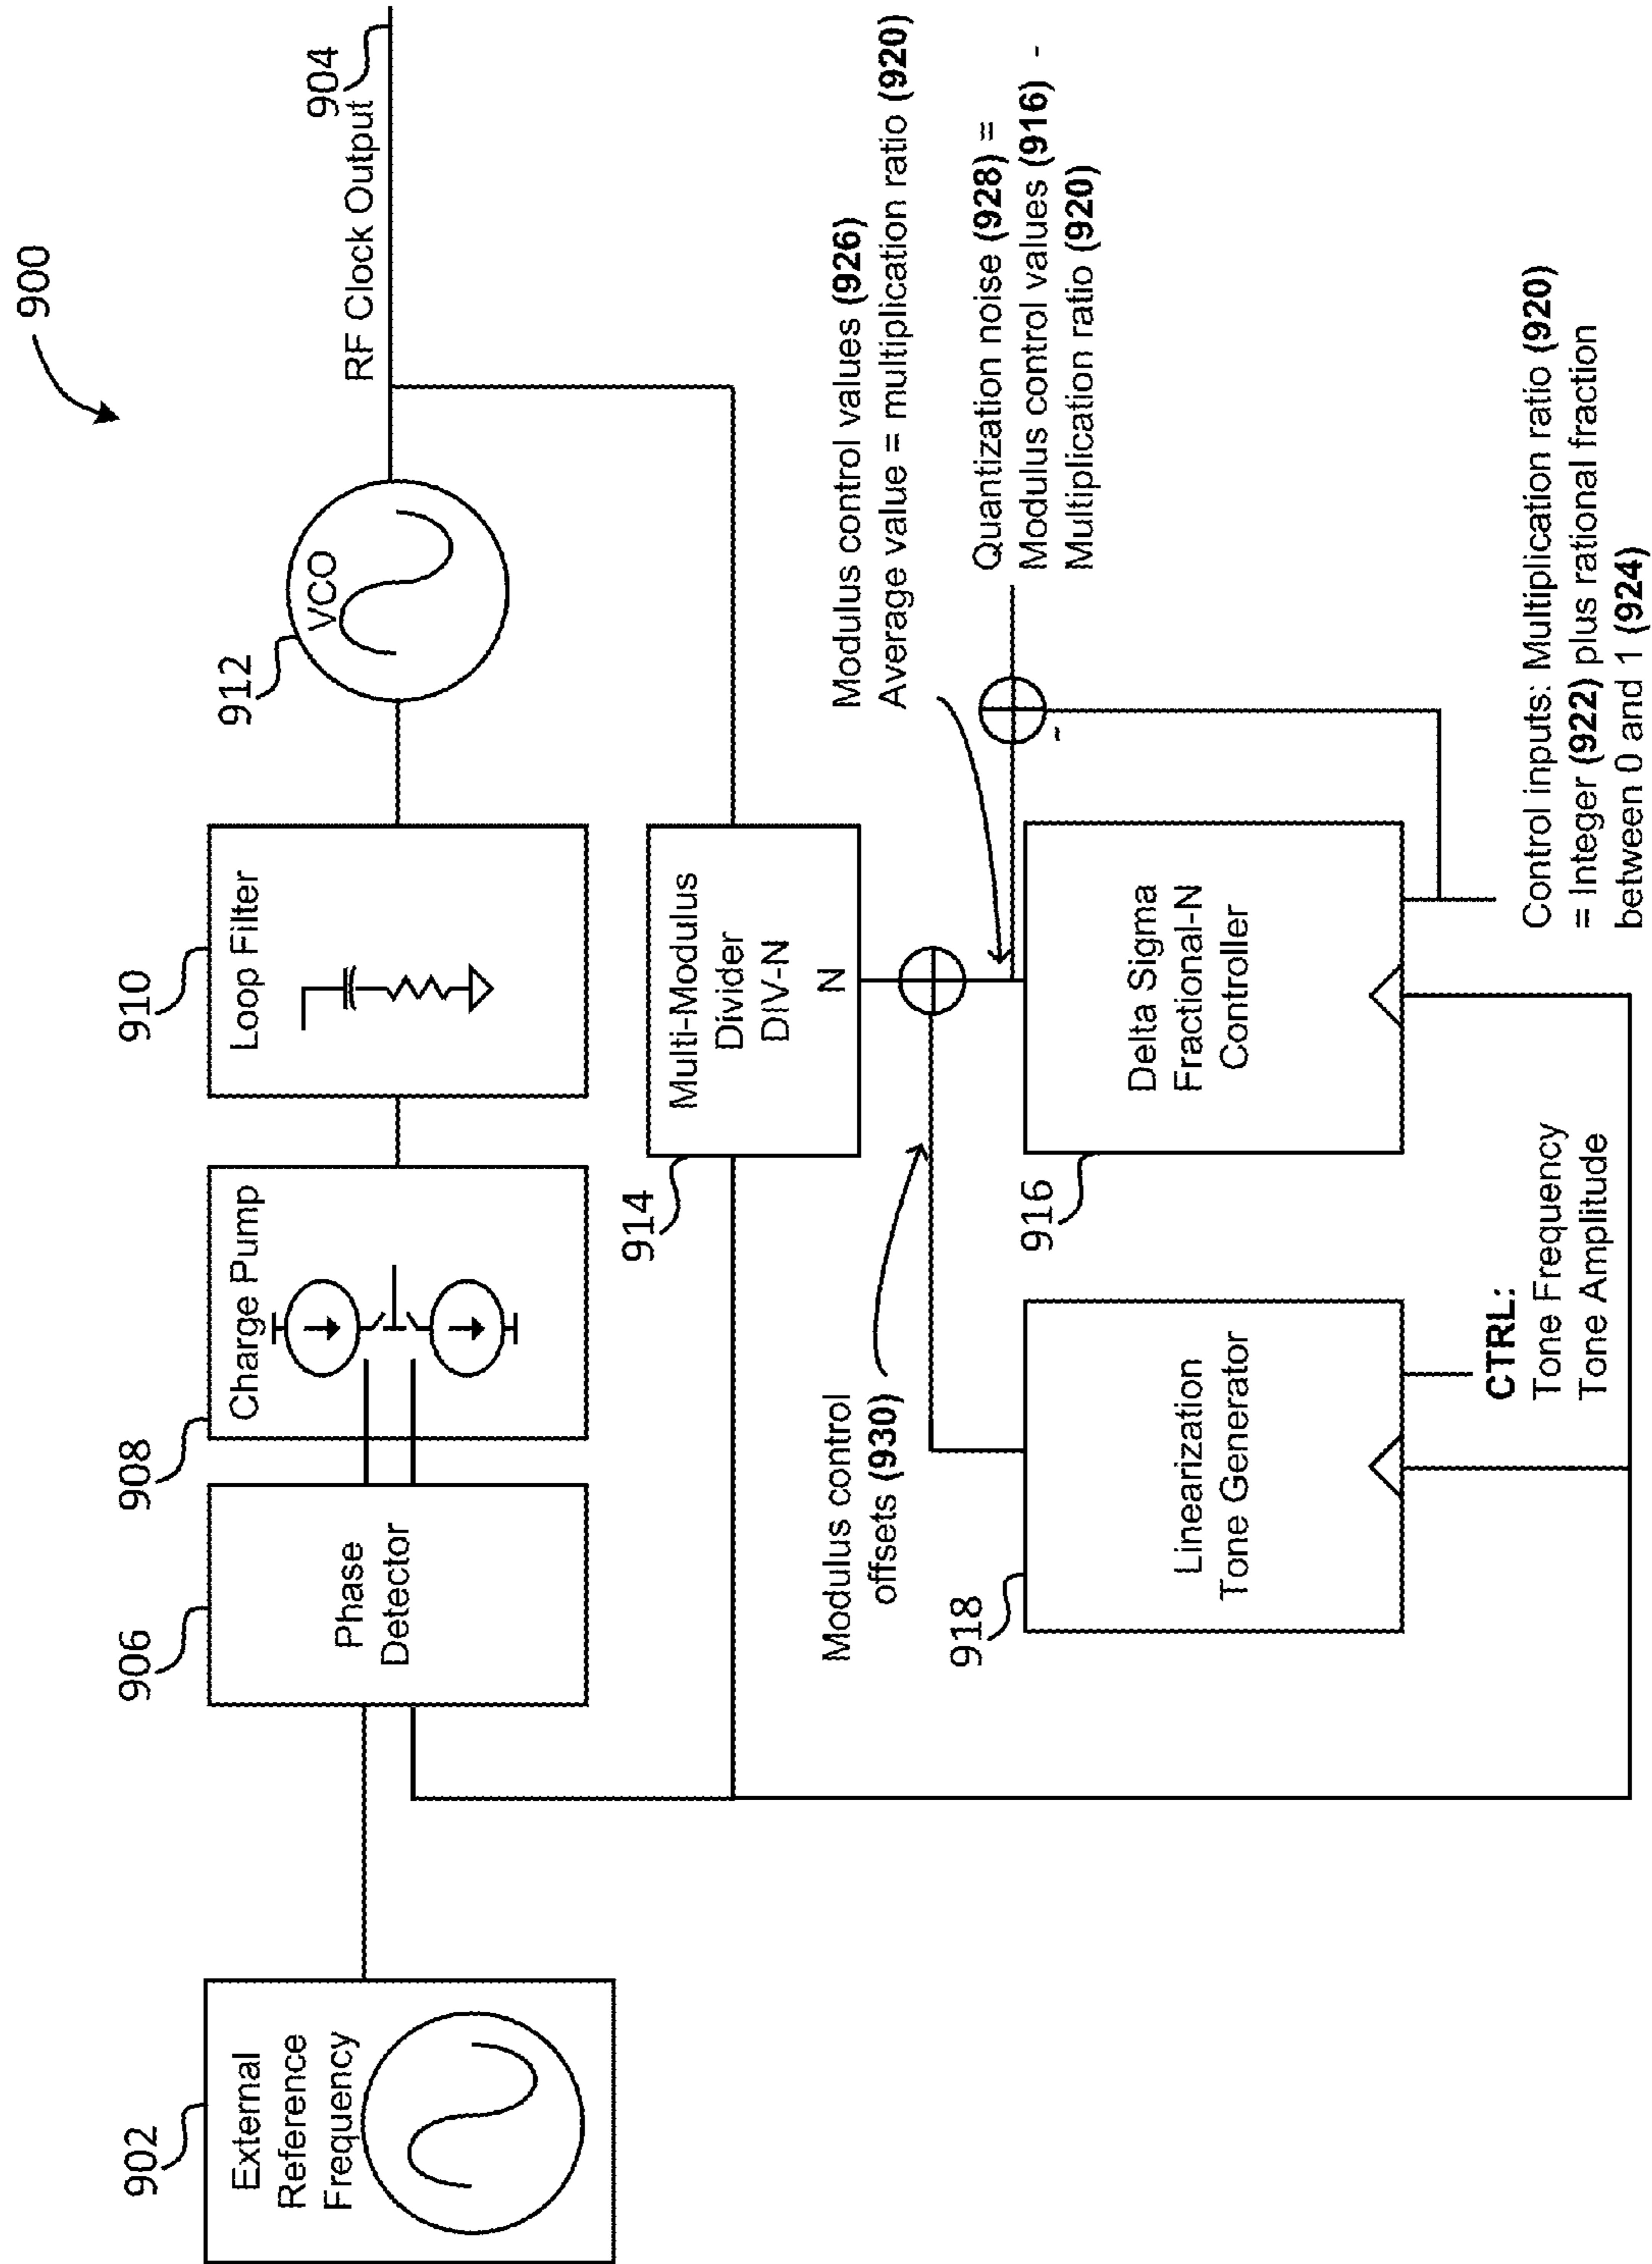 900
902
External
Reference
Frequency
906
Phase
Detector
908
Charge Pump
910
Loop Filter
912
VCO
RF Clock Output
904
914
Multi-Modulus
Divider
DIV-N
N
Modulus control
offsets (930)
Modulus control values (926)
Average value = multiplication ratio (920)
Quantization noise (928) =
Modulus control values (916) -
Multiplication ratio (920)
-
918
Linearization
Tone Generator
916
Delta Sigma
Fractional-N
Controller
CTRL:
Tone Frequency
Tone Amplitude
Control inputs: Multiplication ratio (920)
= Integer (922) plus rational fraction
between 0 and 1 (924)